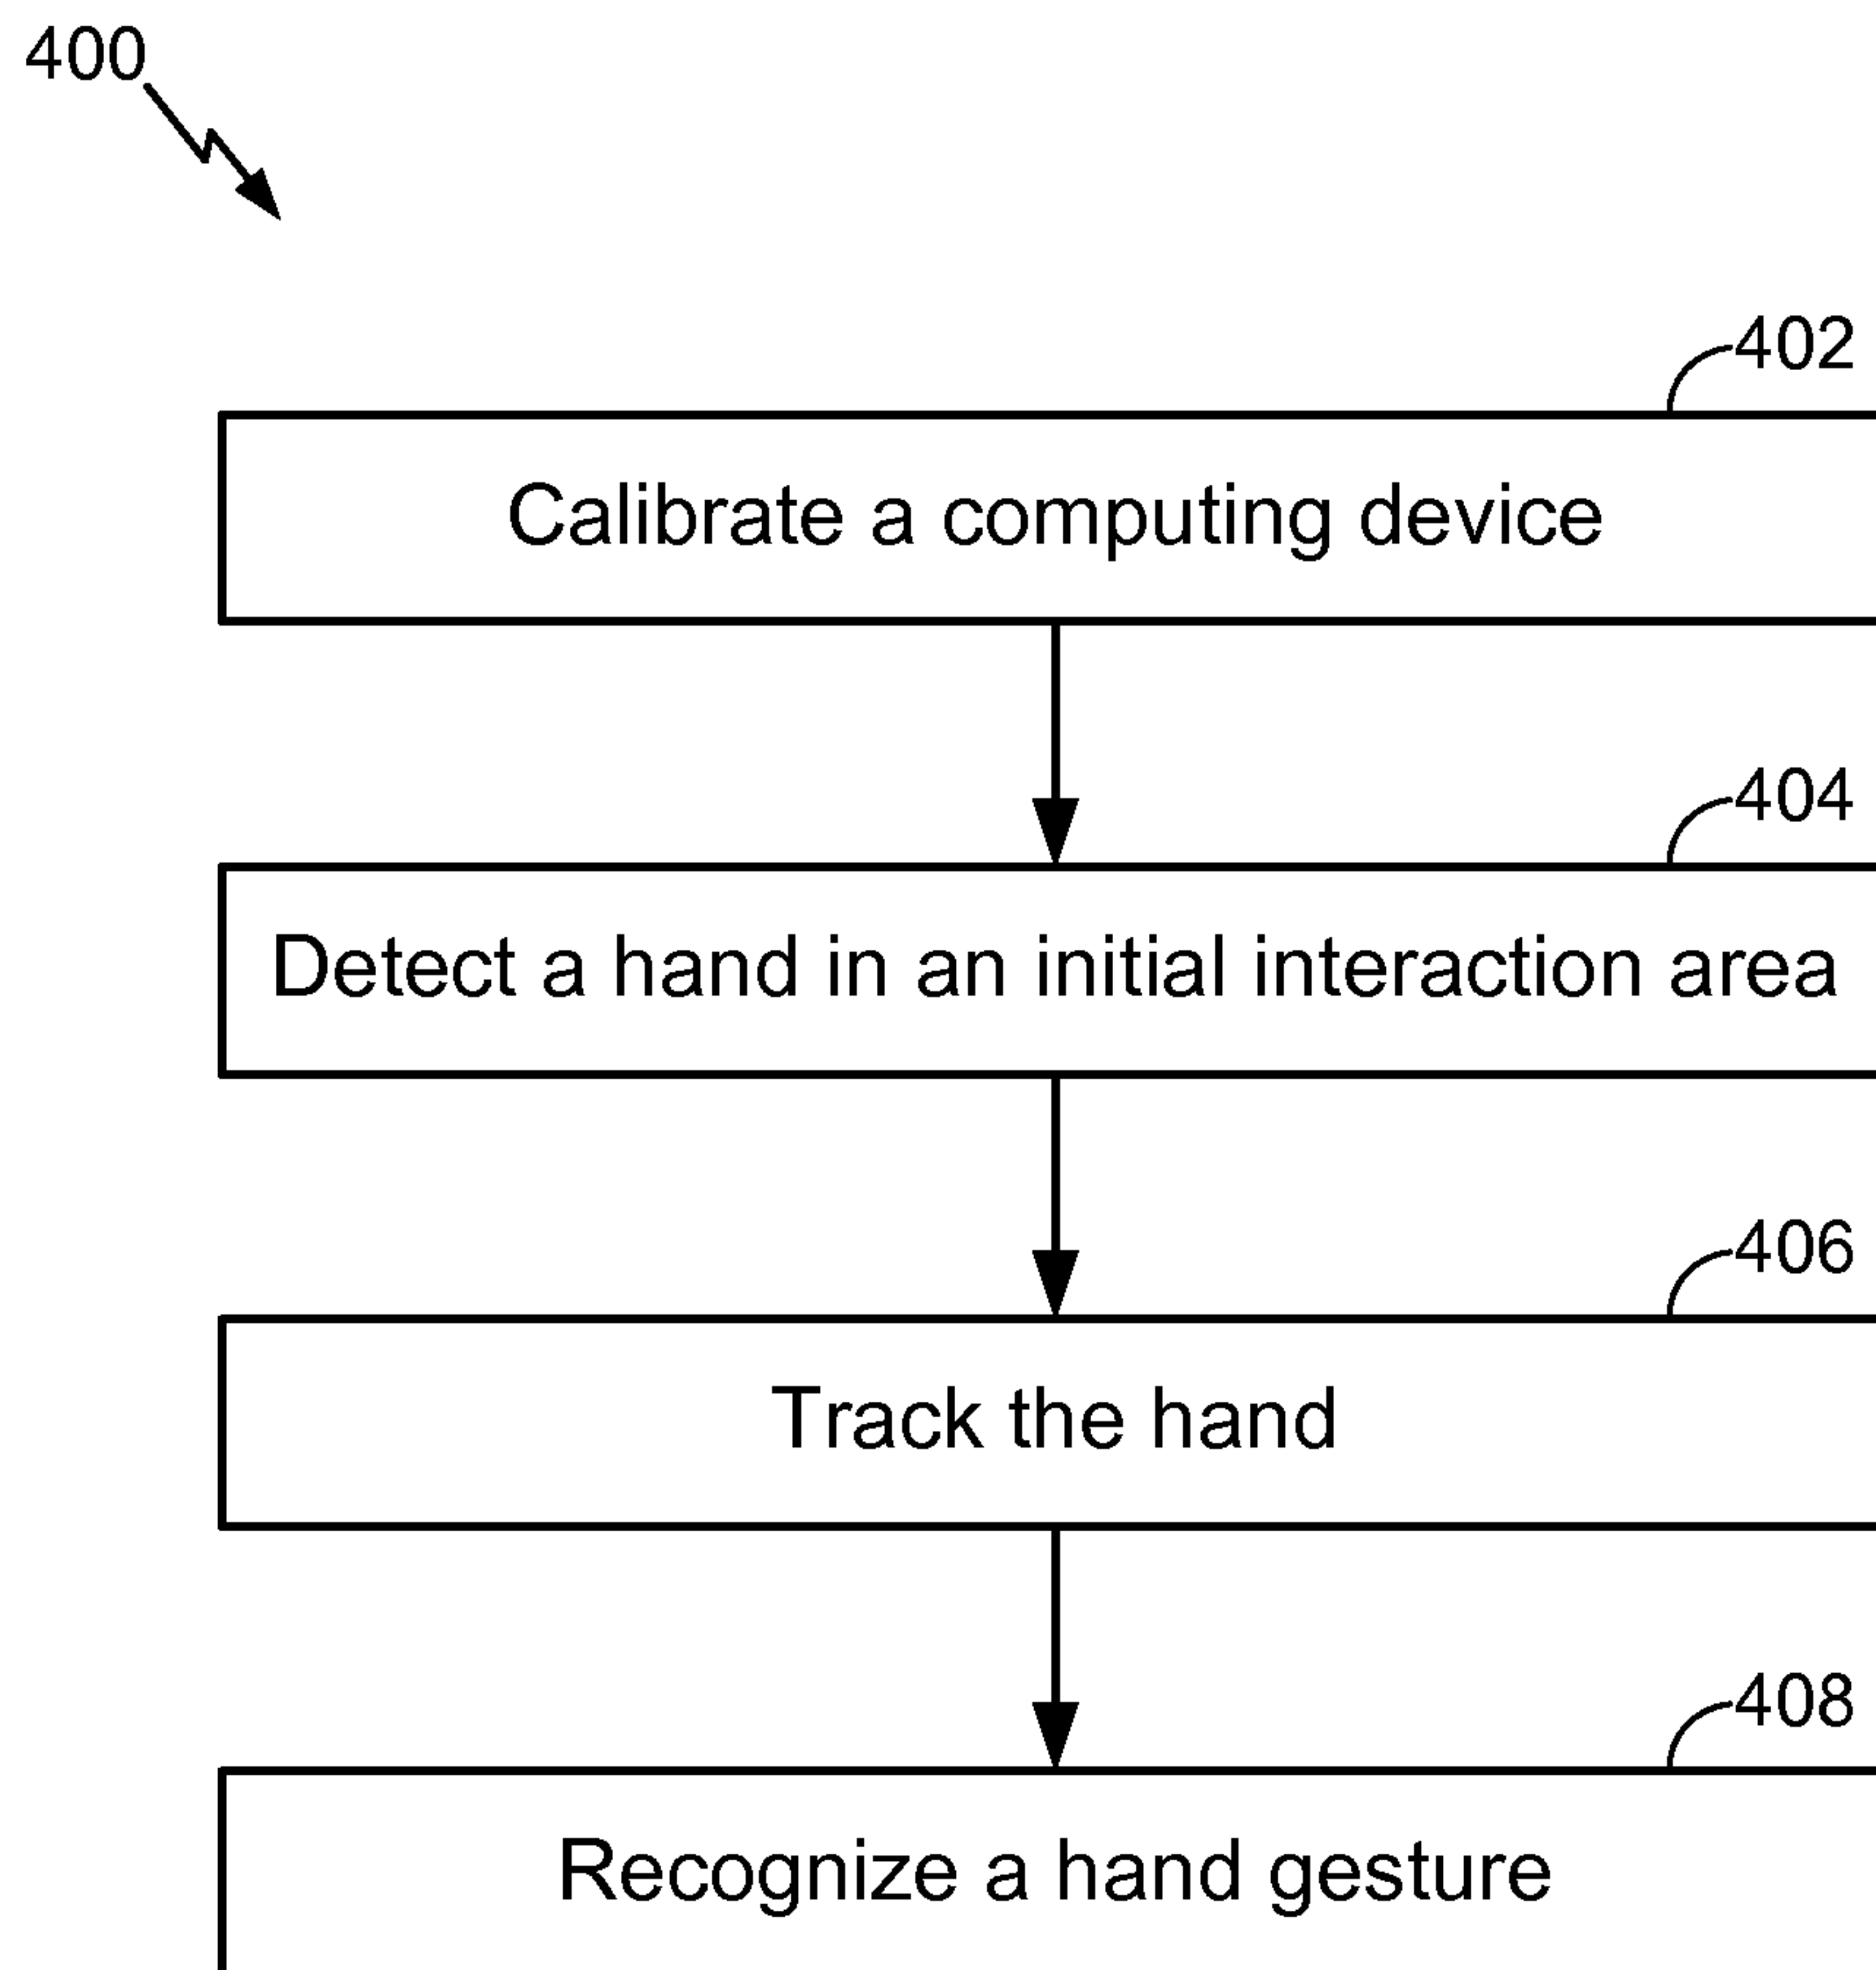 400
402
Calibrate a computing device
404
Detect a hand in an initial interaction area
406
Track the hand
408
Recognize a hand gesture